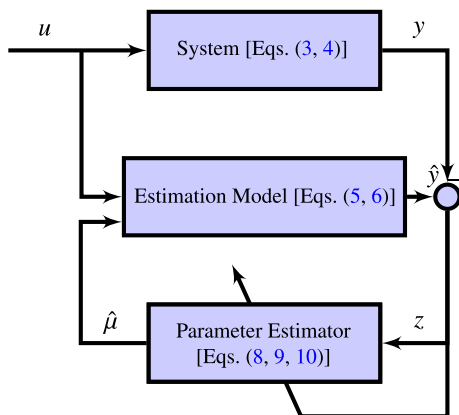 u
System [Eqs. (3, 4)]
y
Estimation Model [Eqs. (5, 6)]
ŷ
−
μ̂
Parameter Estimator
[Eqs. (8, 9, 10)]
z